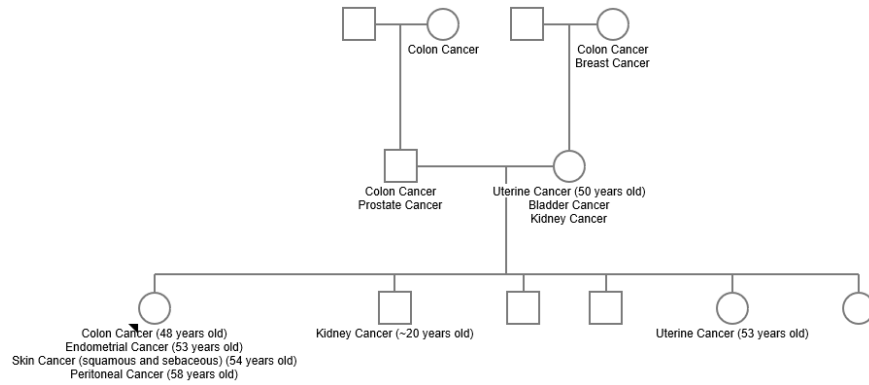 Colon Cancer
Colon Cancer
Breast Cancer
Colon Cancer
Prostate Cancer
Uterine Cancer (50 years old)
Bladder Cancer
Kidney Cancer
Colon Cancer (48 years old)
Endometrial Cancer (53 years old)
Skin Cancer (squamous and sebaceous) (54 years old)
Peritoneal Cancer (58 years old)
Kidney Cancer (~20 years old)
Uterine Cancer (53 years old)